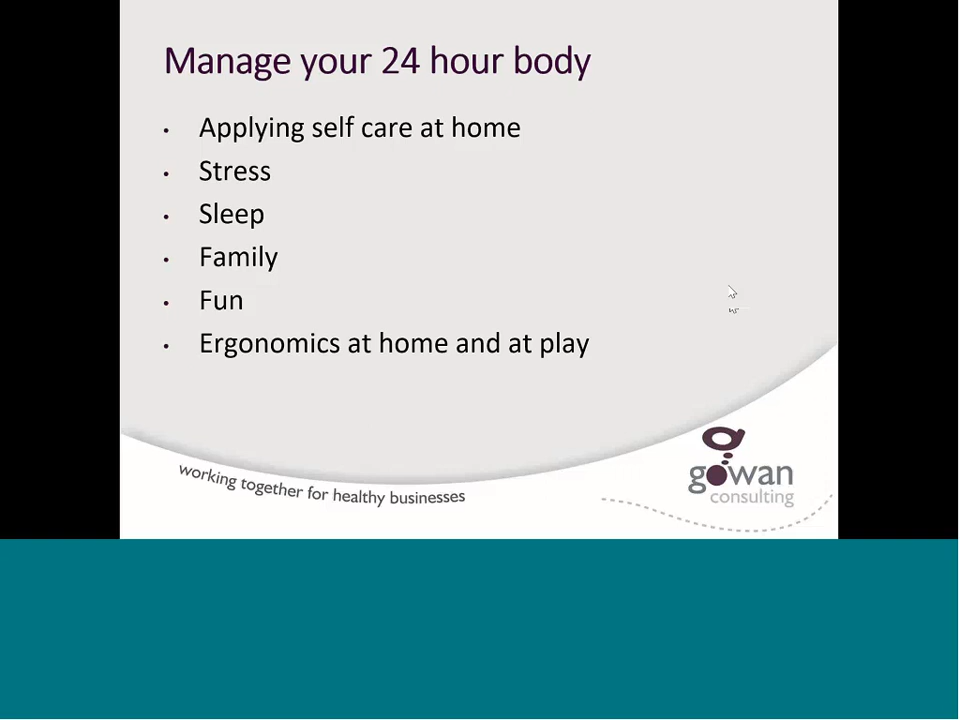 Manage your 24 hour body
• Applying self care at home
• Stress
• Sleep
• Family
• Fun
• Ergonomics at home and at play
working together for healthy businesses
gowan
consulting